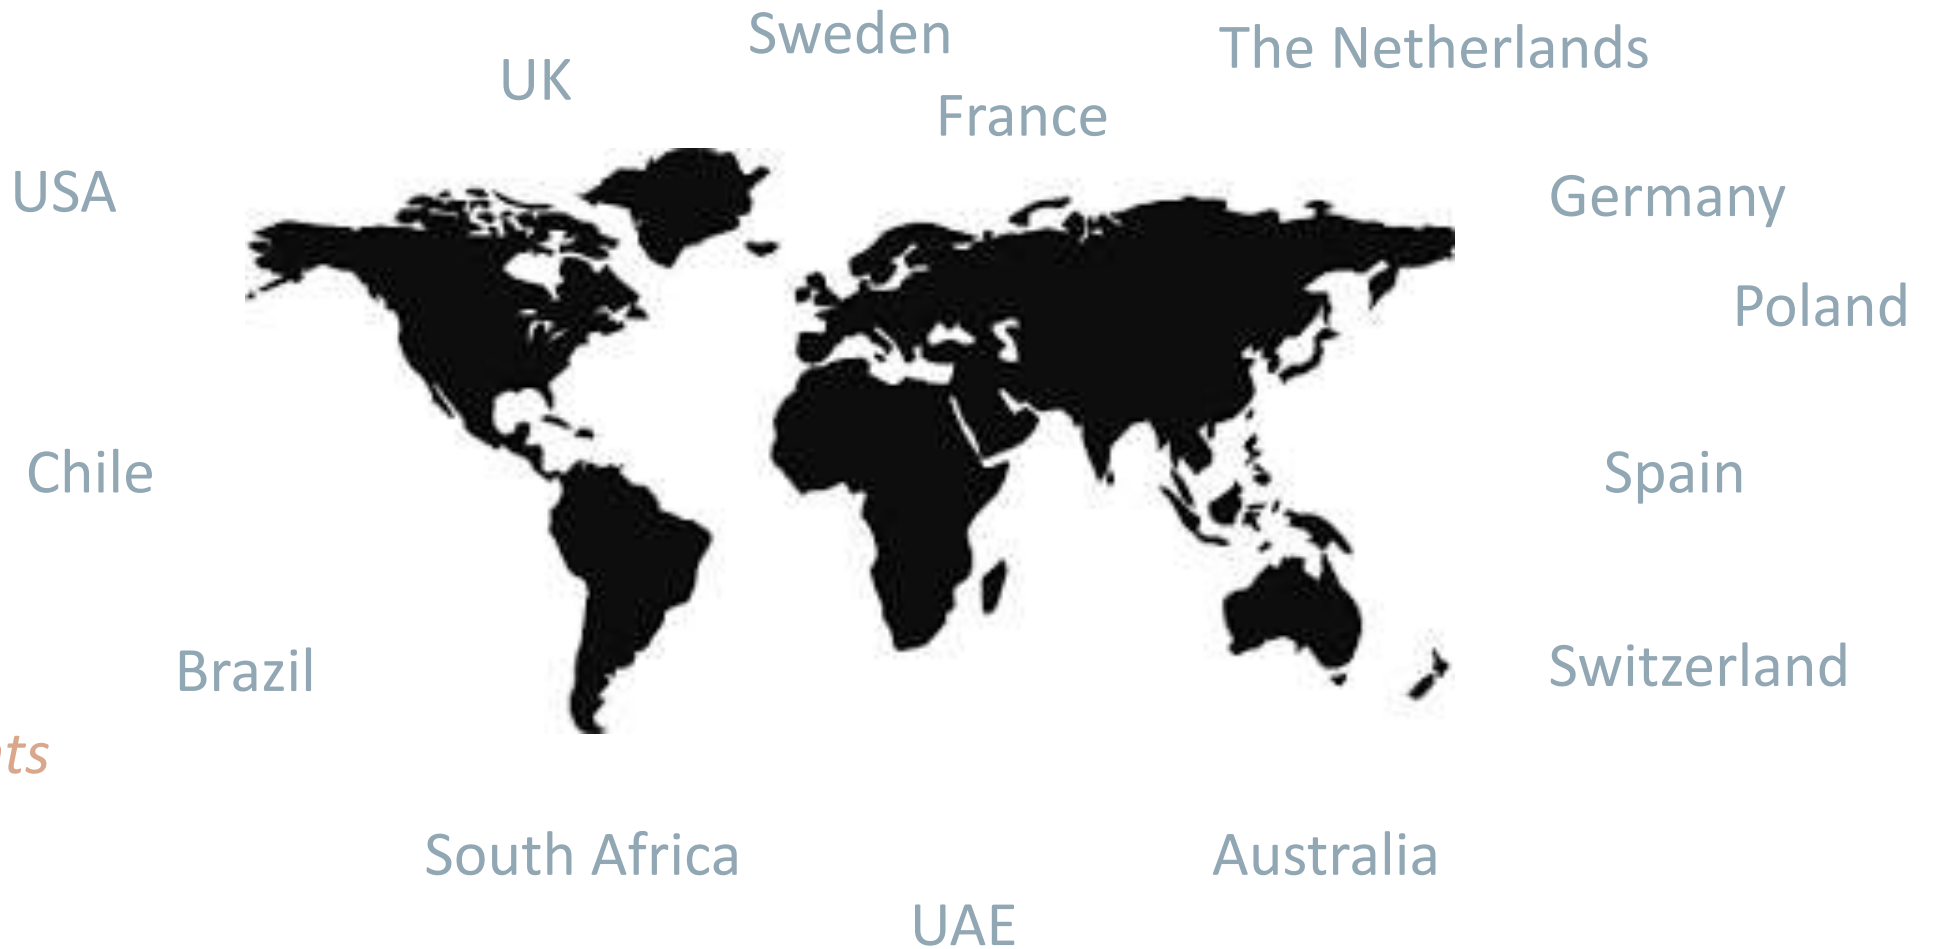 Sweden
The Netherlands
UK
France
USA
Germany
Poland
Chile
Spain
Brazil
Switzerland
South Africa
Australia
UAE